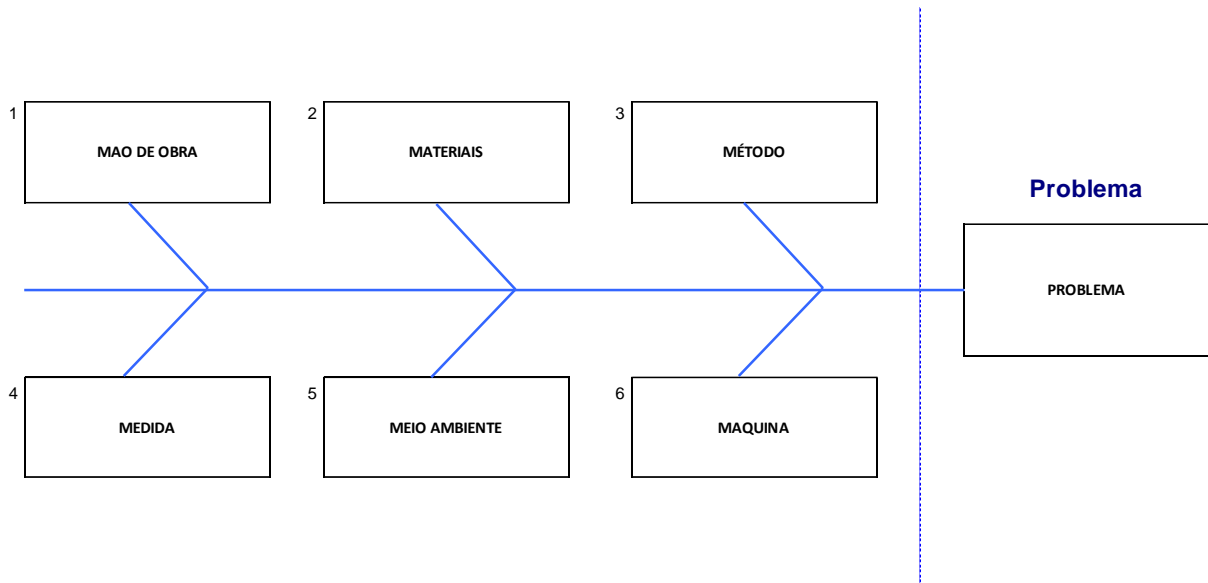 1
MAO DE OBRA
2
MATERIAIS
3
MÉTODO
Problema
PROBLEMA
4
MEDIDA
5
MEIO AMBIENTE
6
MAQUINA